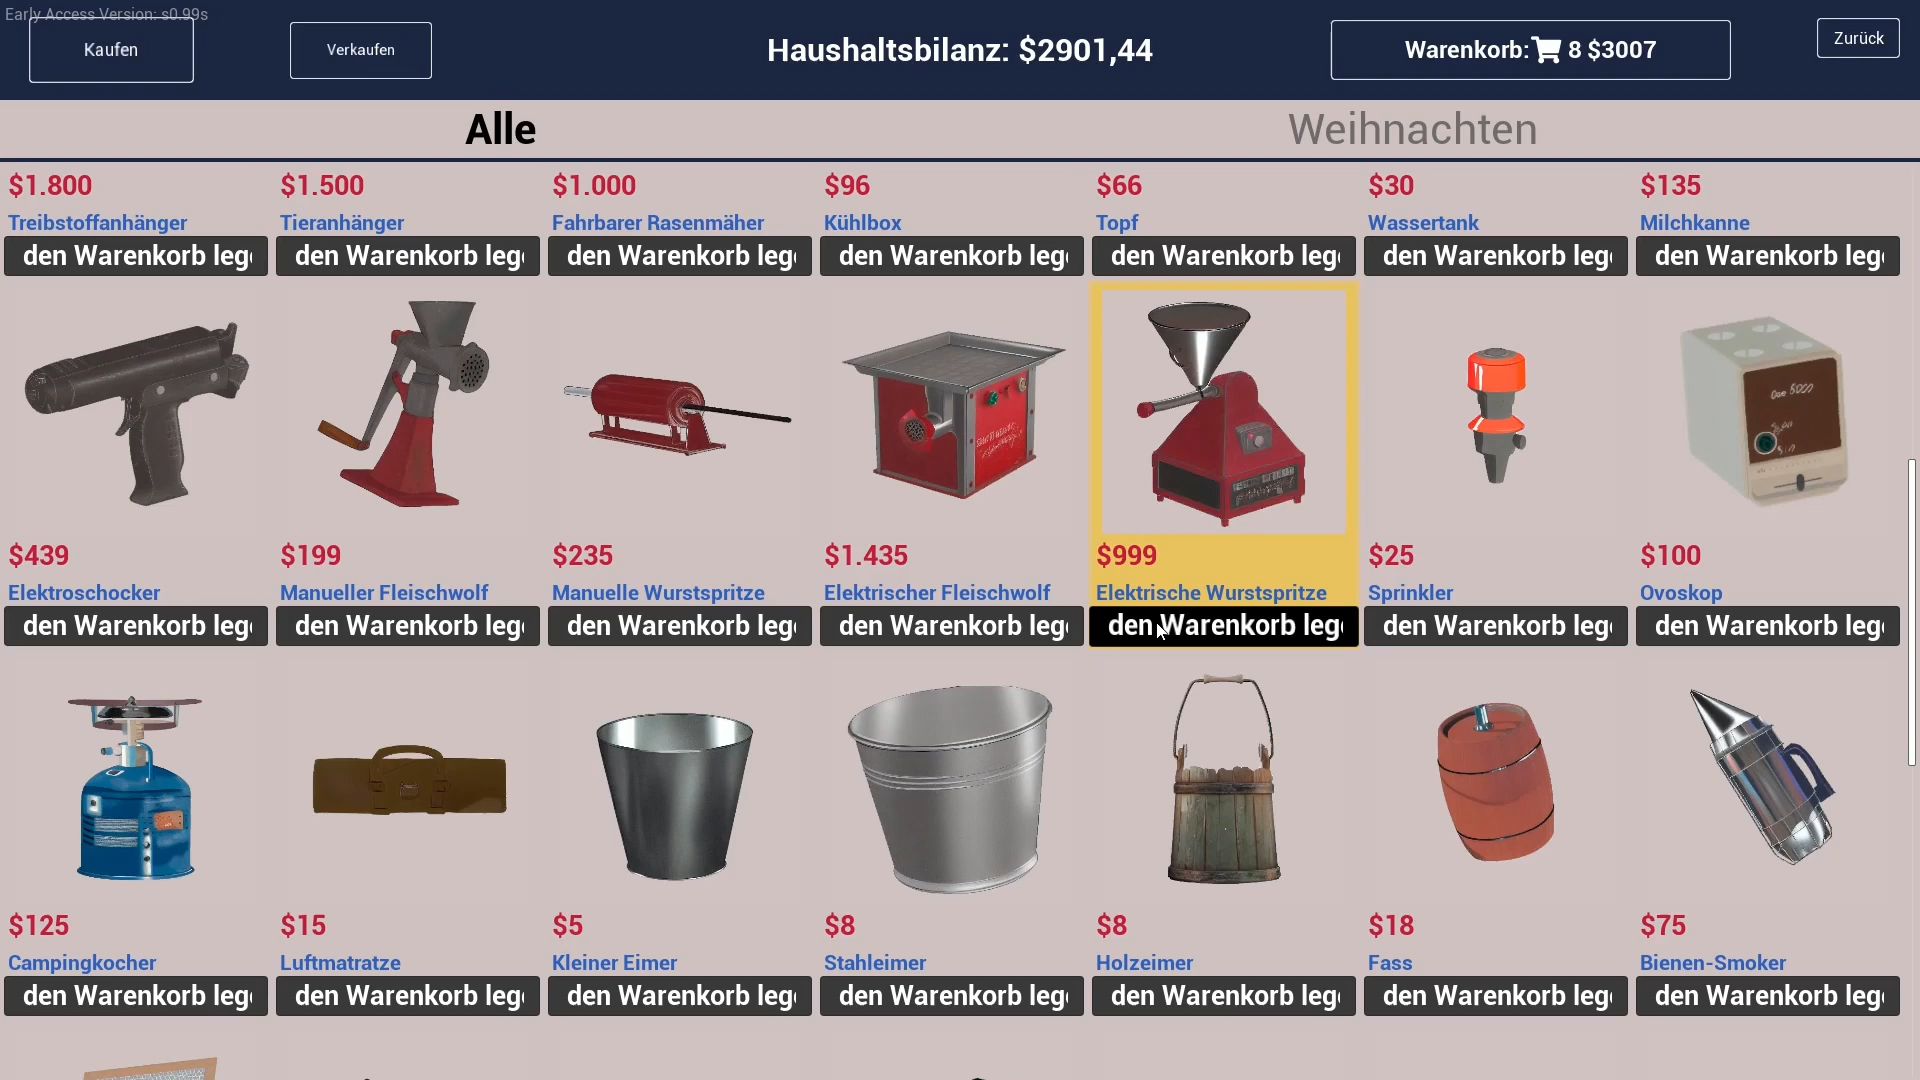 Early Access Version: s0.99s
Kaufen
Verkaufen
Haushaltsbilanz: $2901,44
Warenkorb: 8 $3007
Zurück
Alle
Weihnachten
$1.800
$1.500
$1.000
$96
$66
$30
$135
Treibstoffanhänger
Tieranhänger
Fahrbarer Rasenmäher
Kühlbox
Topf
Wassertank
Milchkanne
den Warenkorb leg
den Warenkorb leg
den Warenkorb leg
den Warenkorb leg
den Warenkorb leg
den Warenkorb leg
den Warenkorb leg
$439
$199
$235
$1.435
$999
$25
$100
Elektroschocker
Manueller Fleischwolf
Manuelle Wurstspritze
Elektrischer Fleischwolf
Elektrische Wurstspritze
Sprinkler
Ovoskop
den Warenkorb leg
den Warenkorb leg
den Warenkorb leg
den Warenkorb leg
den Warenkorb leg
den Warenkorb leg
den Warenkorb leg
$125
$15
$5
$8
$8
$18
$75
Campingkocher
Luftmatratze
Kleiner Eimer
Stahleimer
Holzeimer
Fass
Bienen-Smoker
den Warenkorb leg
den Warenkorb leg
den Warenkorb leg
den Warenkorb leg
den Warenkorb leg
den Warenkorb leg
den Warenkorb leg